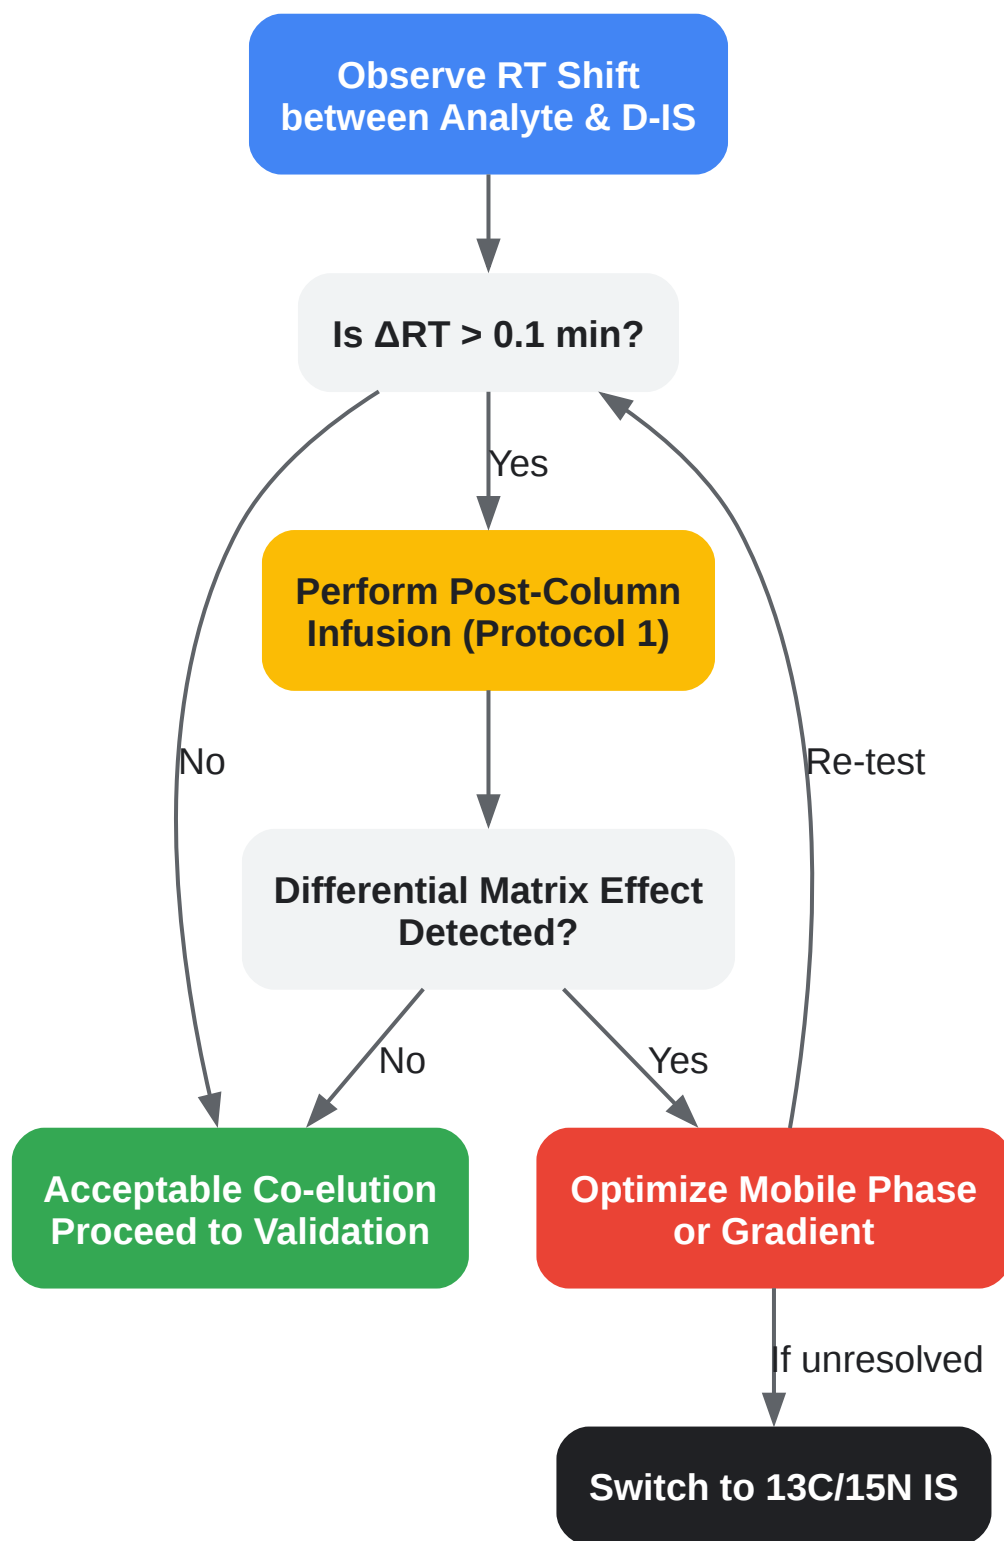 Observe RT Shift
between Analyte & D-IS
Is ΔRT > 0.1 min?
Yes
Perform Post-Column
Infusion (Protocol 1)
No
Re-test
Differential Matrix Effect
Detected?
No
Yes
Acceptable Co-elution
Proceed to Validation
Optimize Mobile Phase
or Gradient
If unresolved
Switch to 13C/15N IS